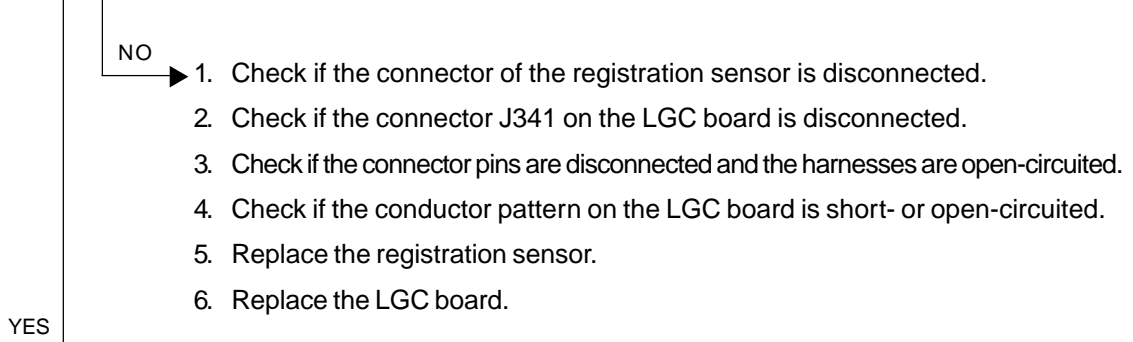 NO
1. Check if the connector of the registration sensor is disconnected.
2. Check if the connector J341 on the LGC board is disconnected.
3. Check if the connector pins are disconnected and the harnesses are open-circuited.
4. Check if the conductor pattern on the LGC board is short- or open-circuited.
5. Replace the registration sensor.
6. Replace the LGC board.
YES